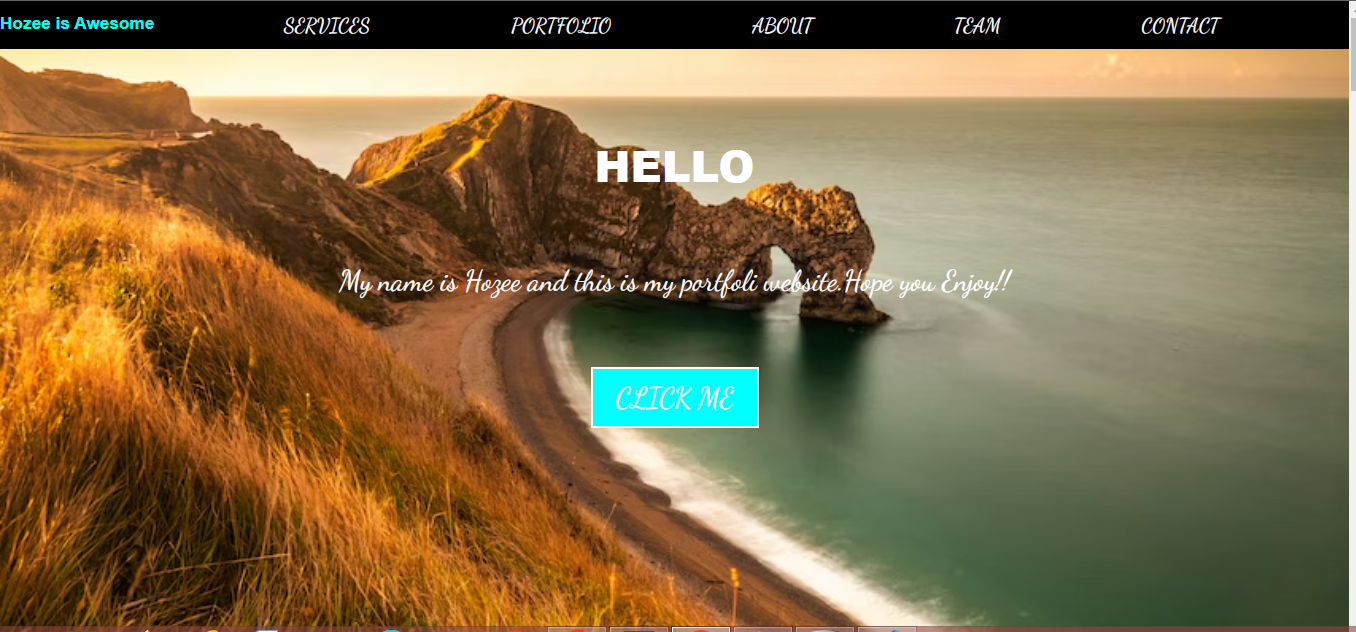 Hozee is Awesome SERVICES PORTFOLIO ABOUT TEAM CONTACT
HELLO
My name is Hozee and this is my portfoli website.Hope you Enjoy!!
CLICK ME